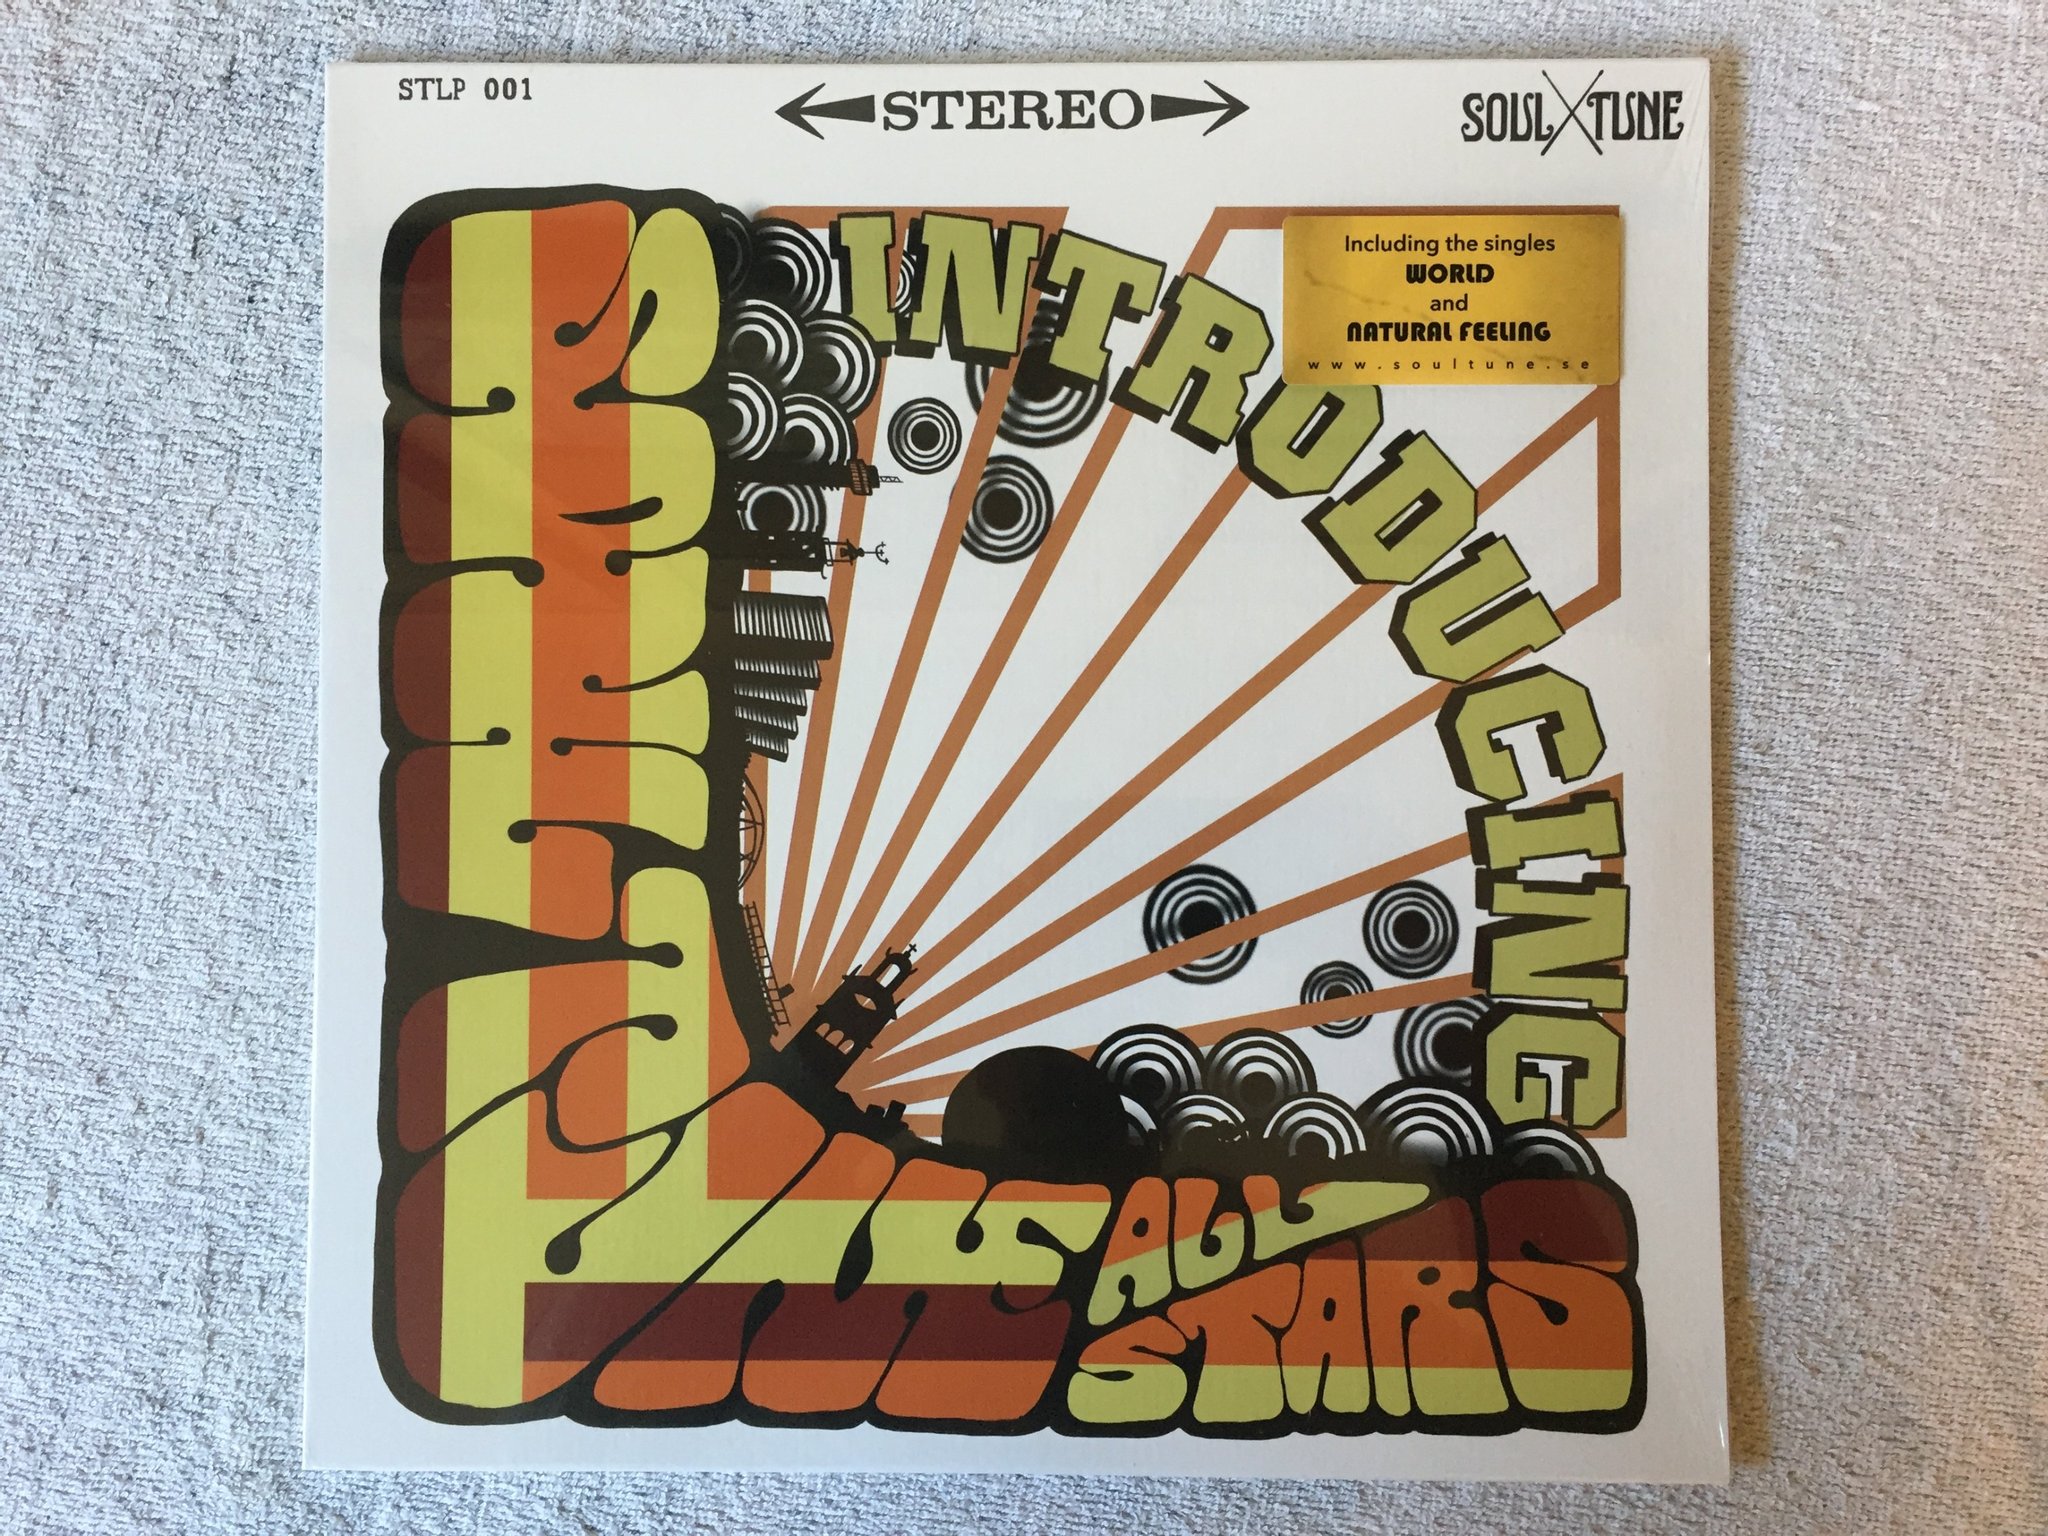 STLP 001
STEREO
SOUL TUNE
INTRODUCING
Including the singles
WORLD
and
NATURAL FEELING
www.soultune.se
ALL
STARS